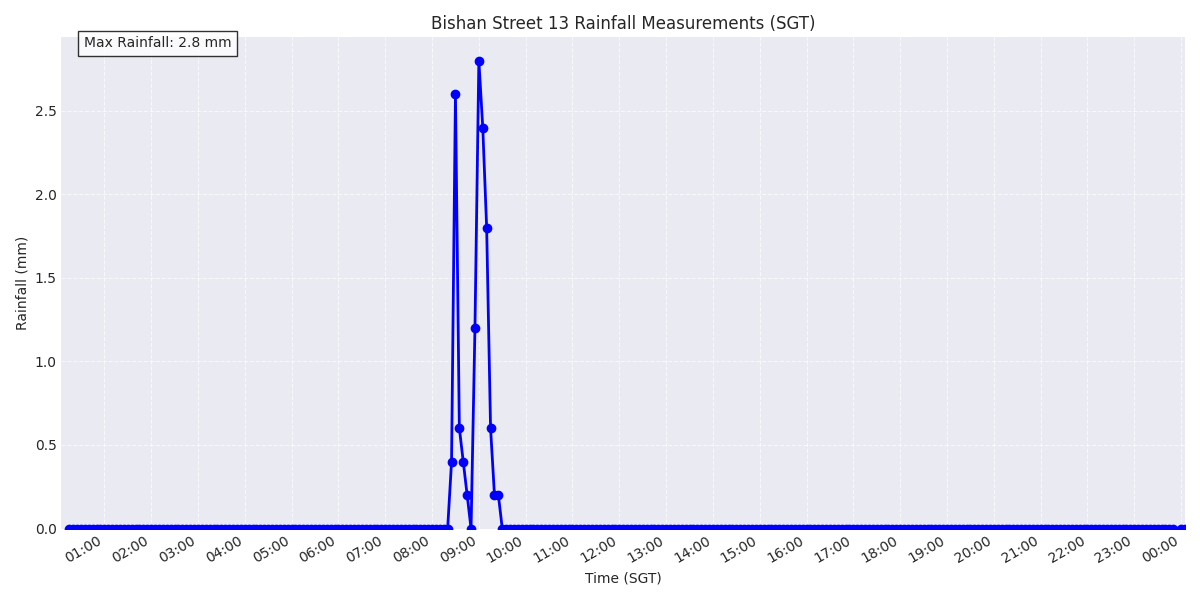 Bishan Street 13 Rainfall Measurements (SGT)
Max Rainfall: 2.8 mm
Rainfall (mm)
2.5
2.0
1.5
1.0
0.5
0.0
01:00 02:00 03:00 04:00 05:00 06:00 07:00 08:00 09:00 10:00 11:00 12:00 13:00 14:00 15:00 16:00 17:00 18:00 19:00 20:00 21:00 22:00 23:00 00:00
Time (SGT)